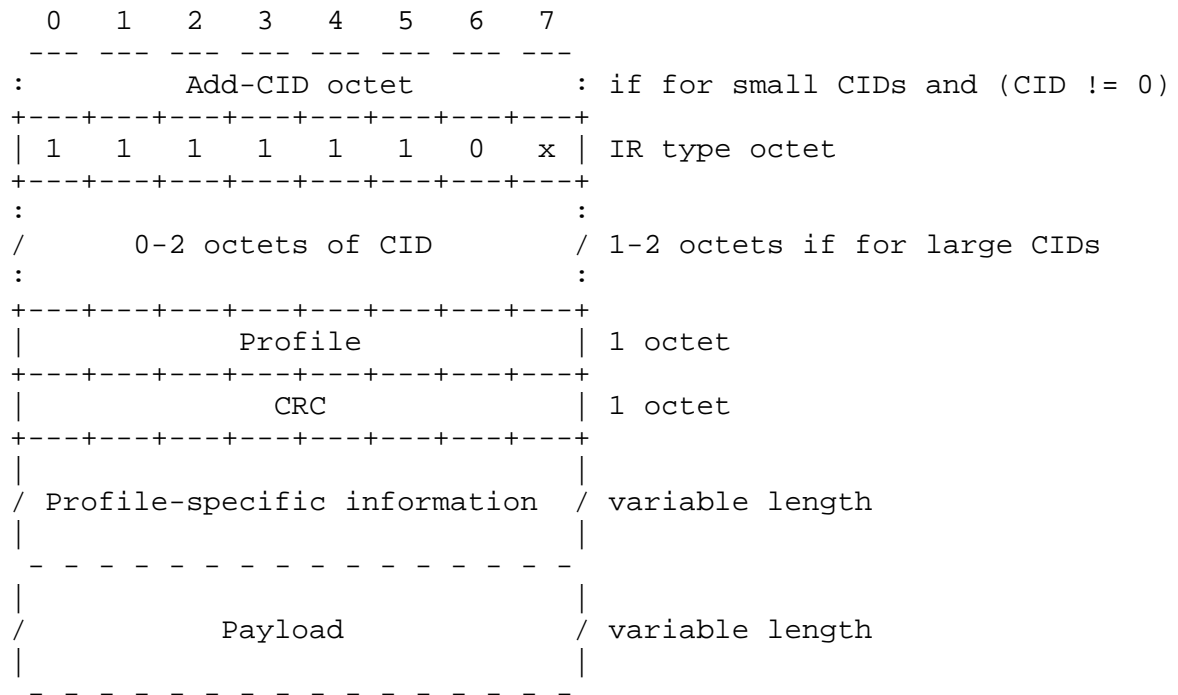 0   1   2   3   4   5   6   7
 --- --- --- --- --- --- --- ---
:         Add-CID octet         : if for small CIDs and (CID != 0)
+---+---+---+---+---+---+---+---+
| 1   1   1   1   1   1   0   x | IR type octet
+---+---+---+---+---+---+---+---+
:                               :
/      0-2 octets of CID        / 1-2 octets if for large CIDs
:                               :
+---+---+---+---+---+---+---+---+
|            Profile            | 1 octet
+---+---+---+---+---+---+---+---+
|              CRC              | 1 octet
+---+---+---+---+---+---+---+---+
|                               |
/ Profile-specific information  / variable length
|                               |
 - - - - - - - - - - - - - - - -
|                               |
/           Payload             / variable length
|                               |
 - - - - - - - - - - - - - - - -